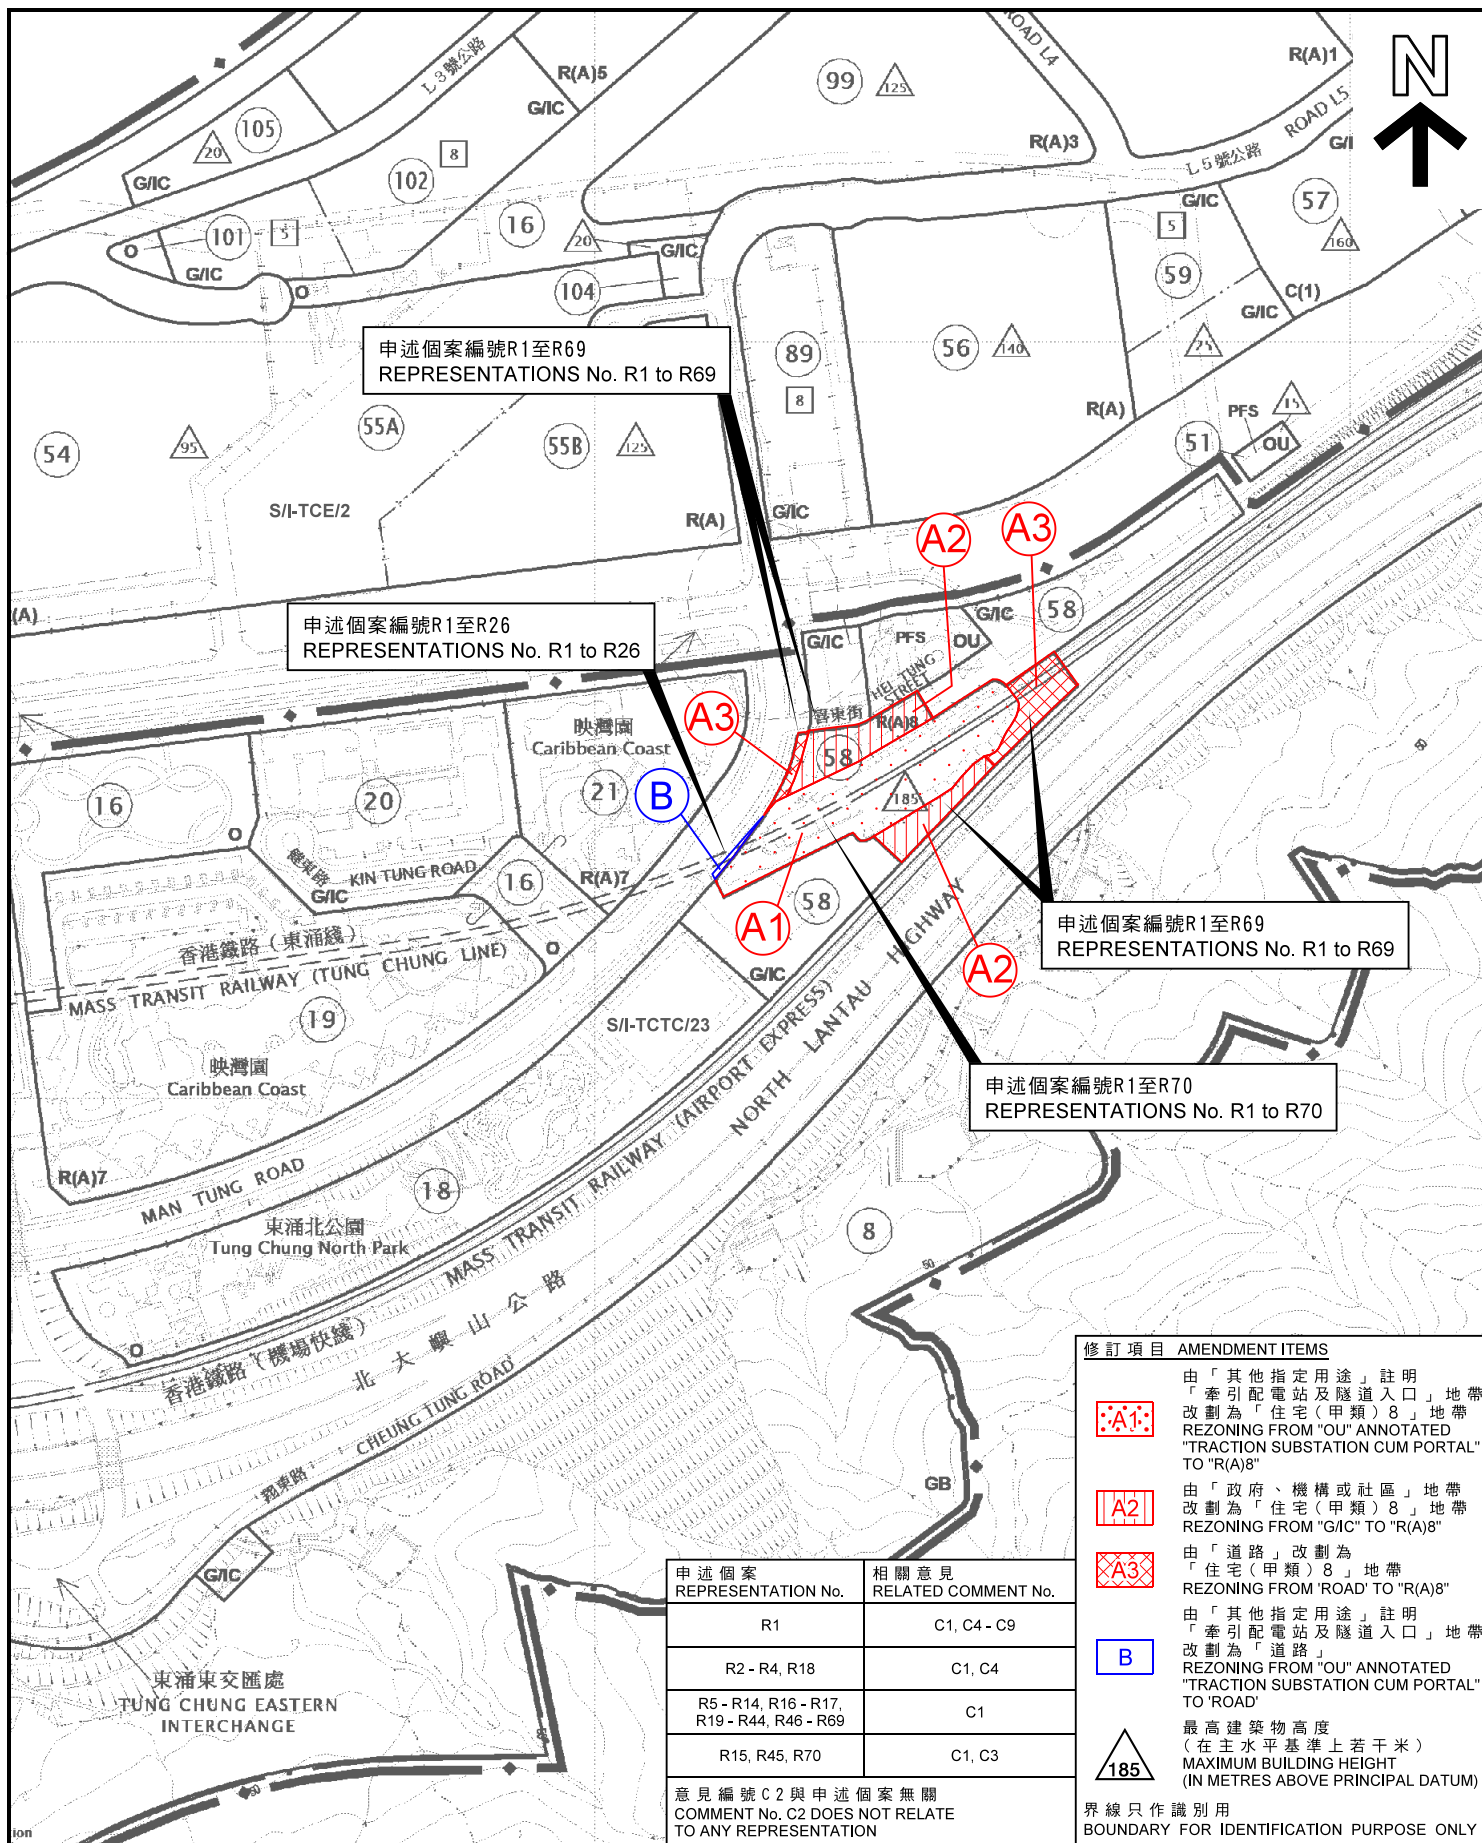 L 3 號公路
ROAD L4
R(A)5
G/IC
99
125
R(A)1
N
105
20
G/IC
102
8
R(A)3
ROAD L5
L 5 號公路
G/I
G/IC
57
160
101
5
O
G/IC
16
20
G/IC
O
104
5
59
C(1)
G/IC
25
申述個案編號R1至R69
REPRESENTATIONS No. R1 to R69
89
8
56
140
R(A)
PFS
15
51
OU
54
95
55A
55B
125
S/I-TCE/2
R(A)
G/IC
A2
A3
(A)
申述個案編號R1至R26
REPRESENTATIONS No. R1 to R26
G/IC
PFS
OU
G/IC
58
HEI TUNG
STREET
喜東街
R(A)8
A3
映灣園
Caribbean Coast
58
185
50
16
20
21
B
O
健東路
KIN TUNG ROAD
G/IC
16
R(A)7
A1
58
申述個案編號R1至R69
REPRESENTATIONS No. R1 to R69
香港鐵路（東涌綫）
MASS TRANSIT RAILWAY (TUNG CHUNG LINE)
O
G/IC
A2
19
S/I-TCTC/23
映灣園
Caribbean Coast
申述個案編號R1至R70
REPRESENTATIONS No. R1 to R70
R(A)7
MAN TUNG ROAD
18
東涌北公園
Tung Chung North Park
MASS TRANSIT RAILWAY (AIRPORT EXPRESS)
NORTH LANTAU HIGHWAY
8
50
O
香港鐵路（機場快綫）
北大嶼山公路
CHEUNG TUNG ROAD
翔東路
G/IC
GB
東涌東交匯處
TUNG CHUNG EASTERN
INTERCHANGE
50
ion
修訂項目 AMENDMENT ITEMS
A1
由「其他指定用途」註明
「牽引配電站及隧道入口」地帶
改劃為「住宅（甲類）8」地帶
REZONING FROM "OU" ANNOTATED
"TRACTION SUBSTATION CUM PORTAL"
TO "R(A)8"
A2
由「政府、機構或社區」地帶
改劃為「住宅（甲類）8」地帶
REZONING FROM "G/IC" TO "R(A)8"
A3
由「道路」改劃為
「住宅（甲類）8」地帶
REZONING FROM 'ROAD' TO "R(A)8"
B
由「其他指定用途」註明
「牽引配電站及隧道入口」地帶
改劃為「道路」
REZONING FROM "OU" ANNOTATED
"TRACTION SUBSTATION CUM PORTAL"
TO 'ROAD'
185
最高建築物高度
（在主水平基準上若干米）
MAXIMUM BUILDING HEIGHT
(IN METRES ABOVE PRINCIPAL DATUM)
界線只作識別用
BOUNDARY FOR IDENTIFICATION PURPOSE ONLY
申述個案 相關意見
REPRESENTATION No. RELATED COMMENT No.
R1 C1, C4 - C9
R2 - R4, R18 C1, C4
R5 - R14, R16 - R17,
R19 - R44, R46 - R69 C1
R15, R45, R70 C1, C3
意見編號C2與申述個案無關
COMMENT No. C2 DOES NOT RELATE
TO ANY REPRESENTATION